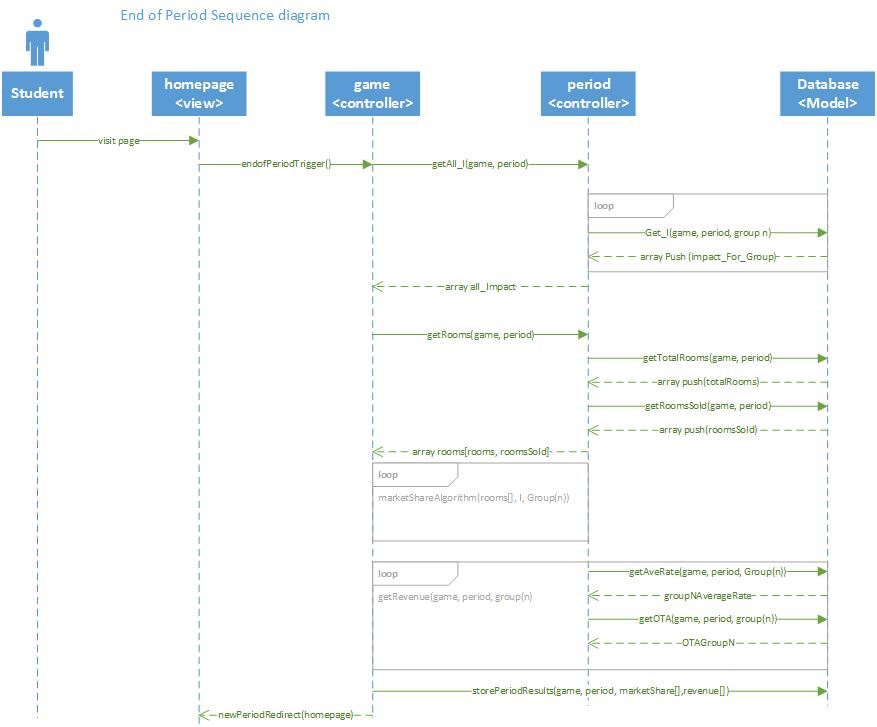 End of Period Sequence diagram
Student
homepage
<view>
game
<controller>
period
<controller>
Database
<Model>
visit page
endofPeriodTrigger()
getAll_I(game, period)
loop
Get_I(game, period, group n)
array Push (impact_For_Group)
array all_Impact
getRooms(game, period)
getTotalRooms(game, period)
array push(totalRooms)
getRoomsSold(game, period)
array push(roomsSold)
array rooms[rooms, roomsSold]
loop
marketShareAlgorithm(rooms[], I, Group(n))
loop
getAveRate(game, period, Group(n))
getRevenue(game, period, group(n)
groupNAverageRate
getOTA(game, period, group(n))
OTAGroupN
storePeriodResults(game, period, marketShare[],revenue[])
newPeriodRedirect(homepage)